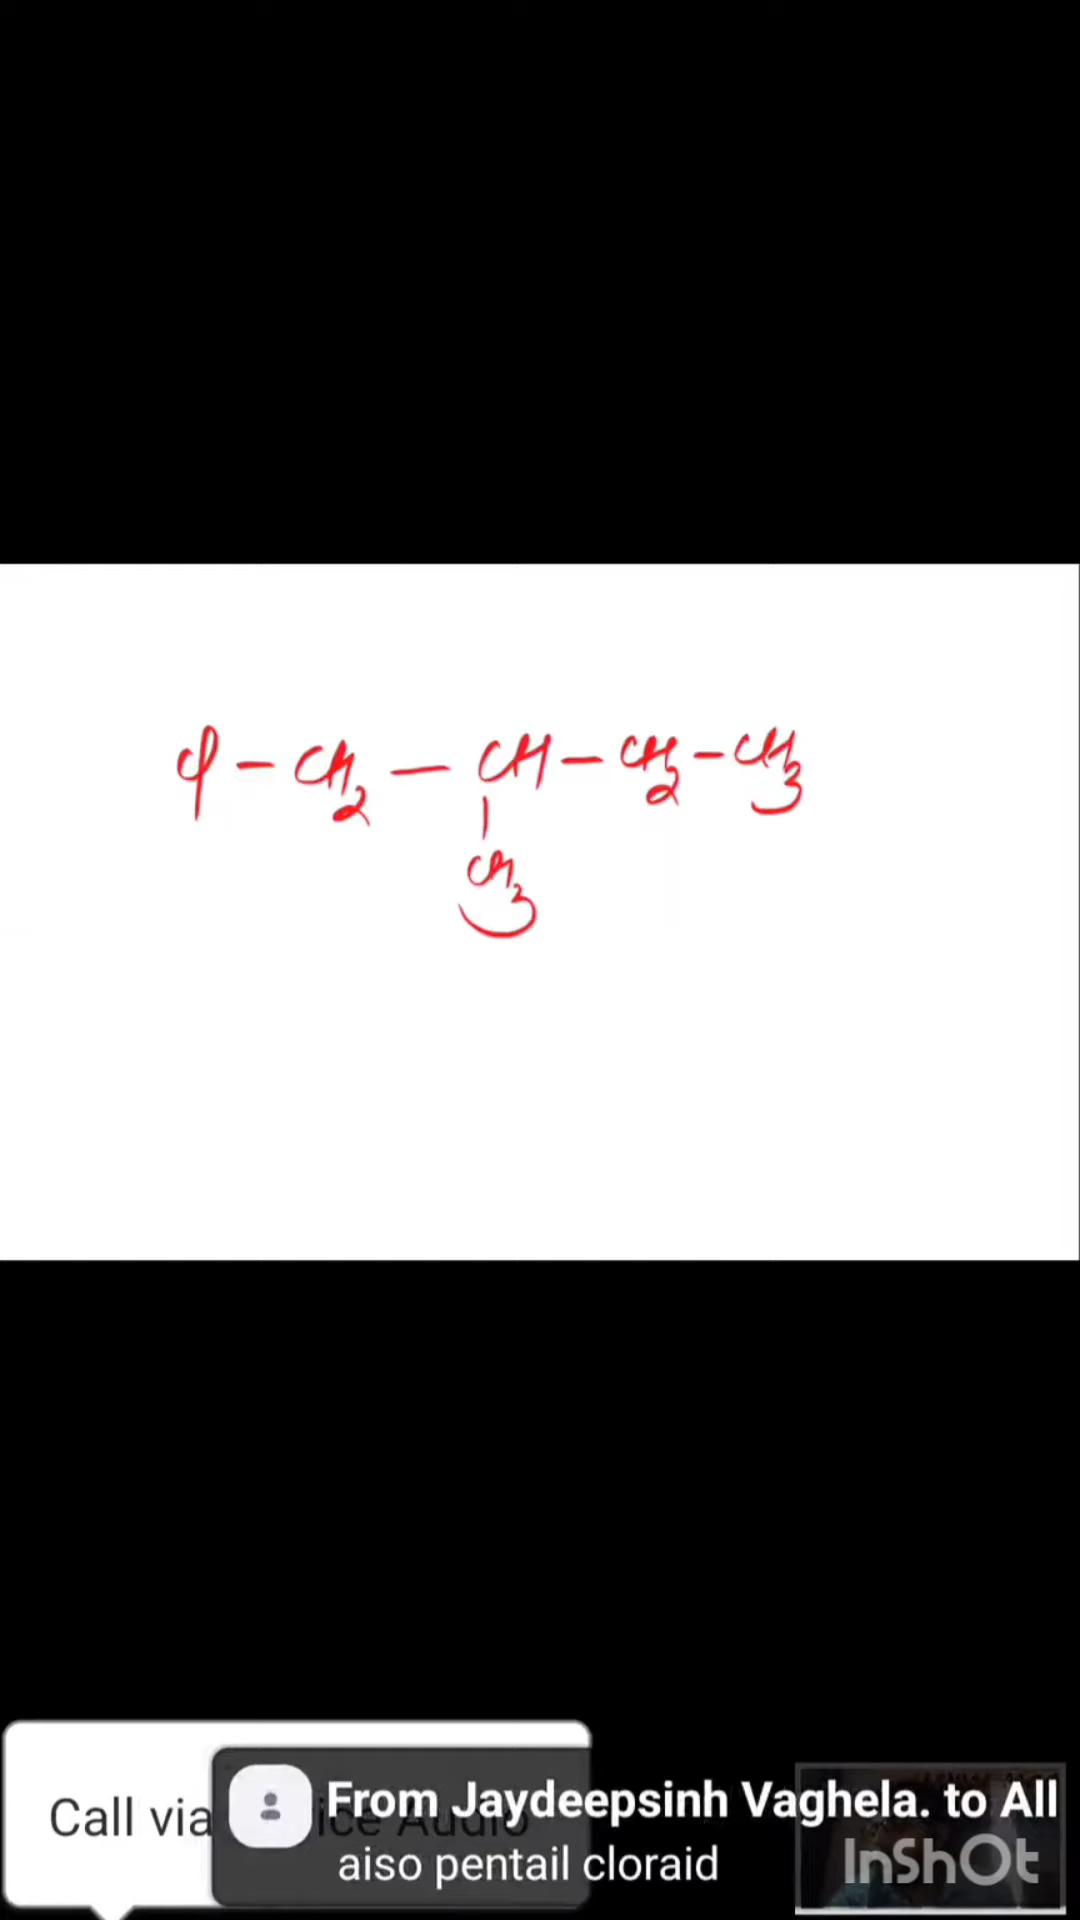 Cl - CH2 - CH - CH2 - CH3
|
CH3
Call via
From Jaydeepsinh Vaghela. to All
aiso pentail cloraid
InShOt